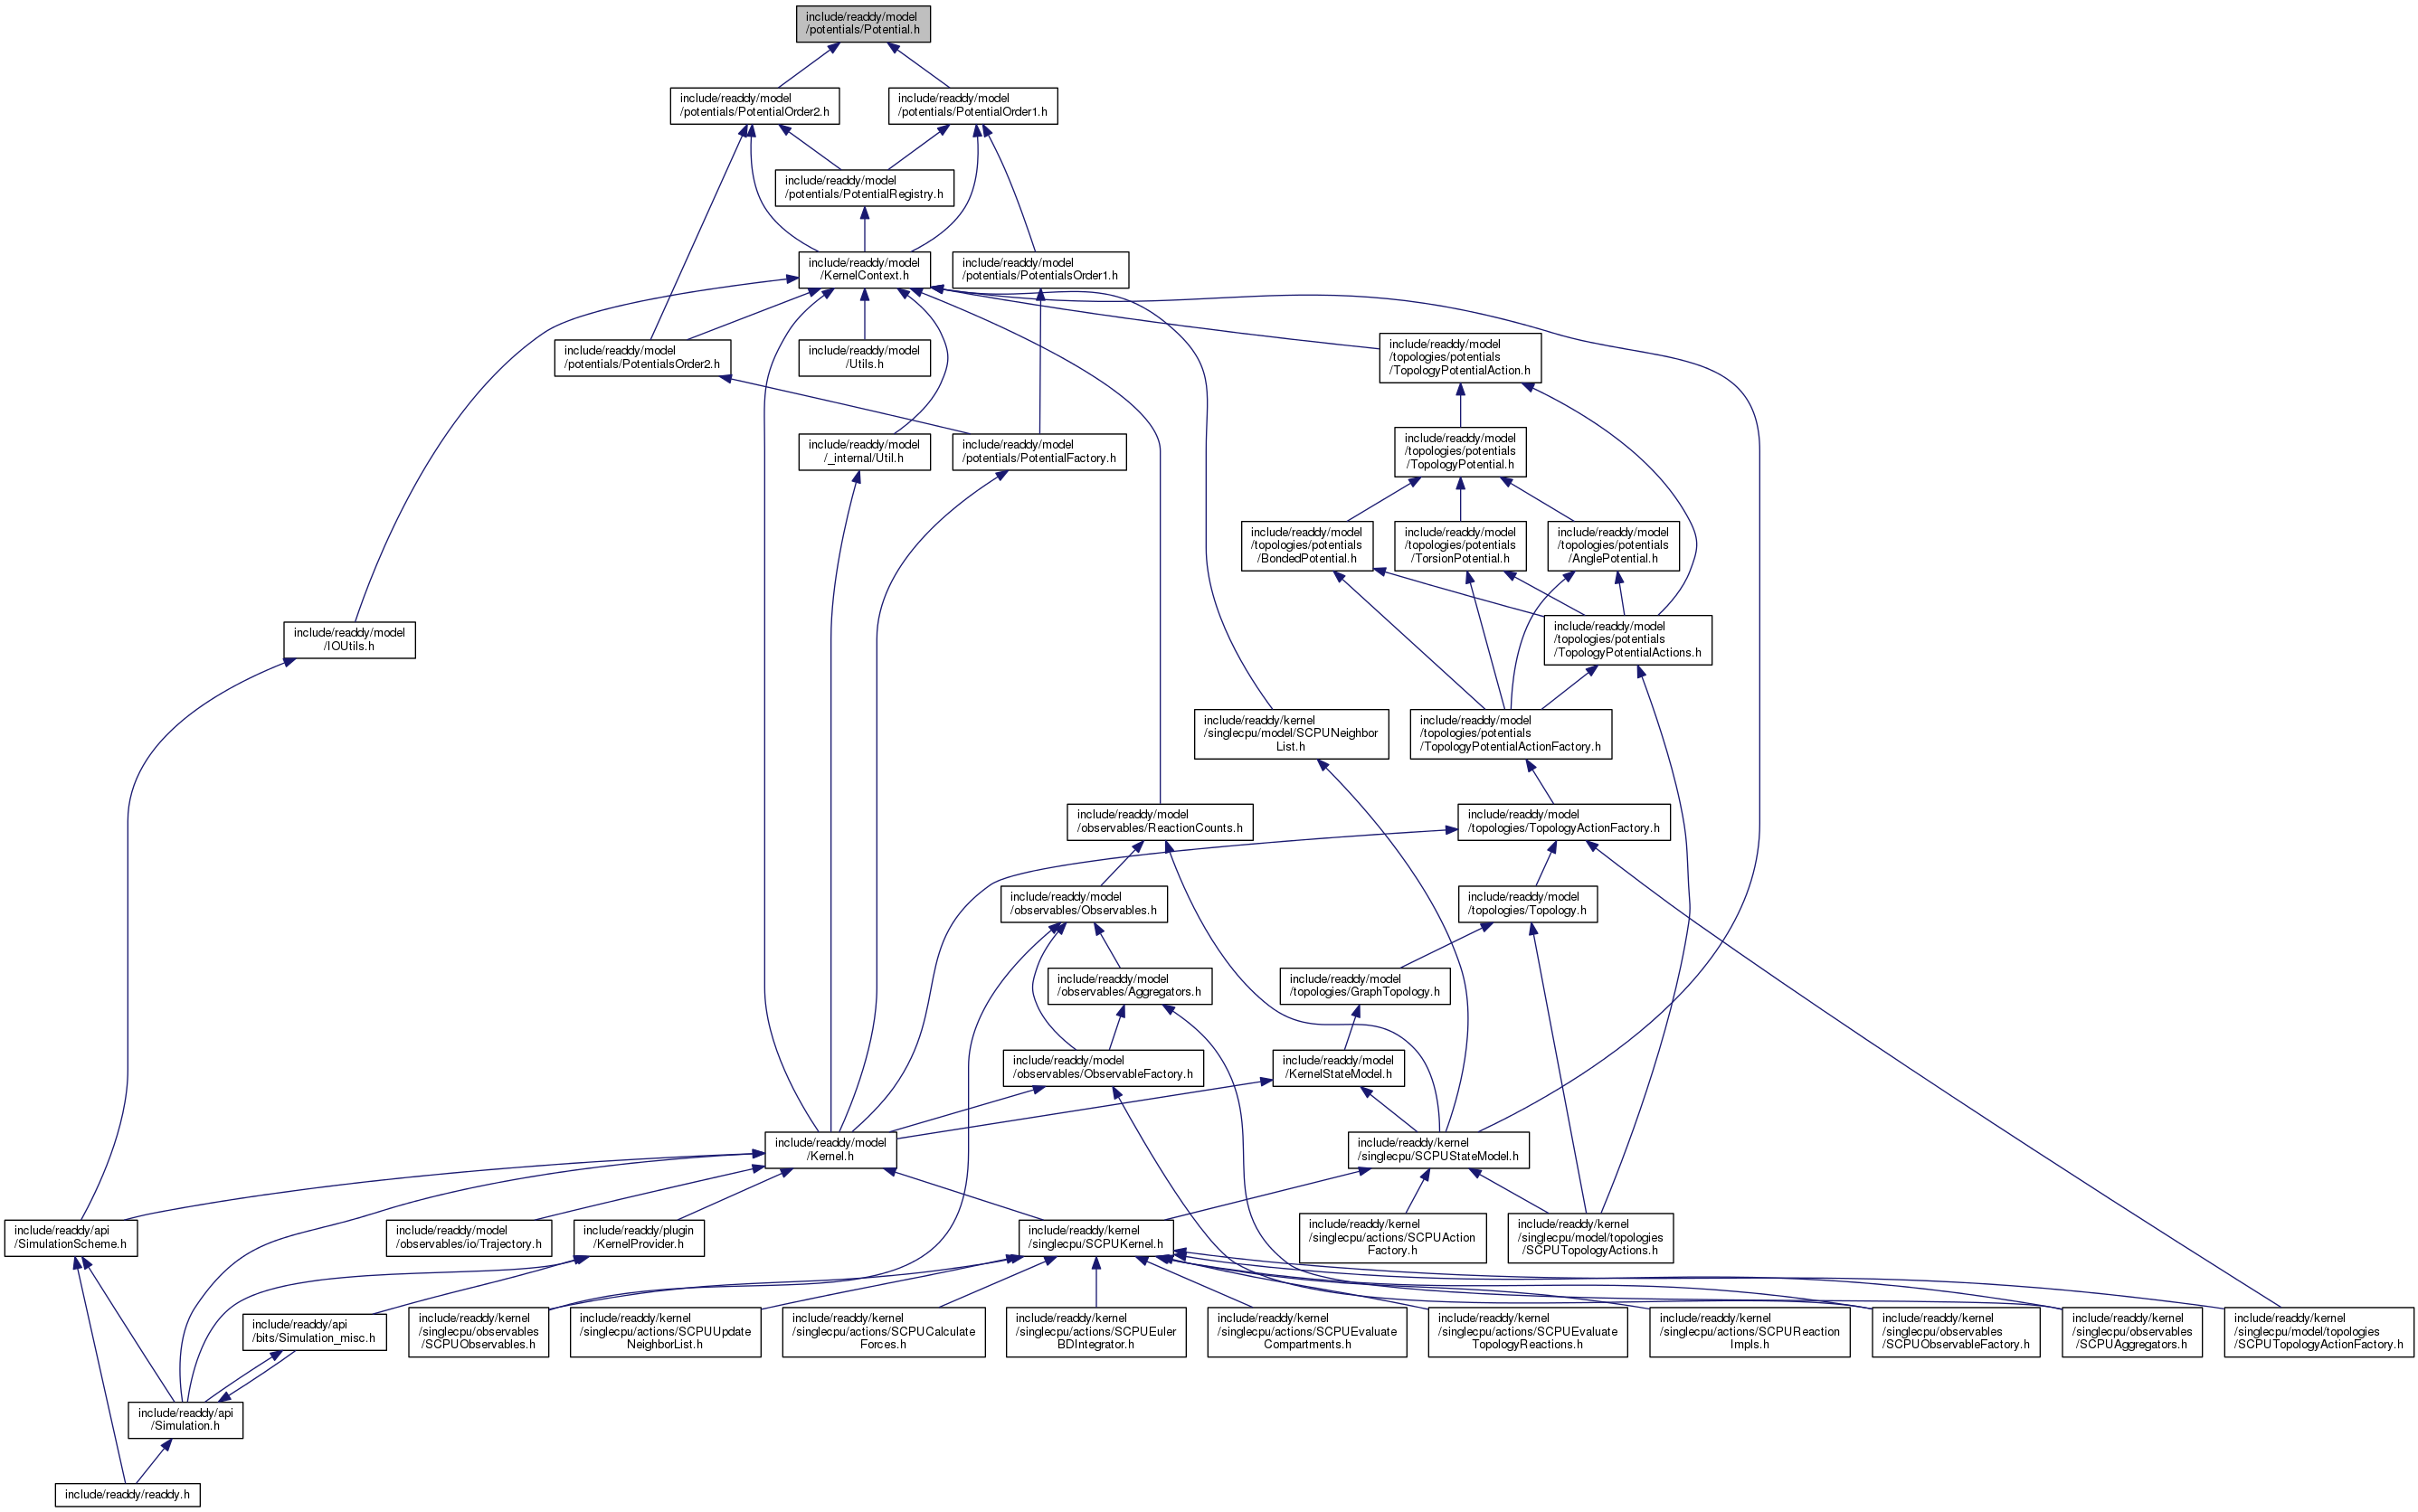 include/readdy/model
/potentials/Potential.h
include/readdy/model
/potentials/PotentialOrder2.h
include/readdy/model
/potentials/PotentialOrder1.h
include/readdy/model
/potentials/PotentialRegistry.h
include/readdy/model
/KernelContext.h
include/readdy/model
/potentials/PotentialsOrder1.h
include/readdy/model
/potentials/PotentialsOrder2.h
include/readdy/model
/Utils.h
include/readdy/model
/topologies/potentials
/TopologyPotentialAction.h
include/readdy/model
/_internal/Util.h
include/readdy/model
/potentials/PotentialFactory.h
include/readdy/model
/topologies/potentials
/TopologyPotential.h
include/readdy/model
/topologies/potentials
/BondedPotential.h
include/readdy/model
/topologies/potentials
/TorsionPotential.h
include/readdy/model
/topologies/potentials
/AnglePotential.h
include/readdy/model
/IOUtils.h
include/readdy/model
/topologies/potentials
/TopologyPotentialActions.h
include/readdy/kernel
/singlecpu/model/SCPUNeighbor
List.h
include/readdy/model
/topologies/potentials
/TopologyPotentialActionFactory.h
include/readdy/model
/observables/ReactionCounts.h
include/readdy/model
/topologies/TopologyActionFactory.h
include/readdy/model
/observables/Observables.h
include/readdy/model
/topologies/Topology.h
include/readdy/model
/observables/Aggregators.h
include/readdy/model
/topologies/GraphTopology.h
include/readdy/model
/observables/ObservableFactory.h
include/readdy/model
/KernelStateModel.h
include/readdy/model
/Kernel.h
include/readdy/kernel
/singlecpu/SCPUStateModel.h
include/readdy/api
/SimulationScheme.h
include/readdy/model
/observables/io/Trajectory.h
include/readdy/plugin
/KernelProvider.h
include/readdy/kernel
/singlecpu/SCPUKernel.h
include/readdy/kernel
/singlecpu/actions/SCPUAction
Factory.h
include/readdy/kernel
/singlecpu/model/topologies
/SCPUTopologyActions.h
include/readdy/api
/bits/Simulation_misc.h
include/readdy/kernel
/singlecpu/observables
/SCPUObservables.h
include/readdy/kernel
/singlecpu/actions/SCPUUpdate
NeighborList.h
include/readdy/kernel
/singlecpu/actions/SCPUCalculate
Forces.h
include/readdy/kernel
/singlecpu/actions/SCPUEuler
BDIntegrator.h
include/readdy/kernel
/singlecpu/actions/SCPUEvaluate
Compartments.h
include/readdy/kernel
/singlecpu/actions/SCPUEvaluate
TopologyReactions.h
include/readdy/kernel
/singlecpu/actions/SCPUReaction
Impls.h
include/readdy/kernel
/singlecpu/observables
/SCPUObservableFactory.h
include/readdy/kernel
/singlecpu/observables
/SCPUAggregators.h
include/readdy/kernel
/singlecpu/model/topologies
/SCPUTopologyActionFactory.h
include/readdy/api
/Simulation.h
include/readdy/readdy.h